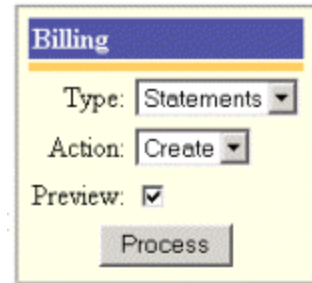 Billing
Type: Statements
Action: Create
Preview:
Process